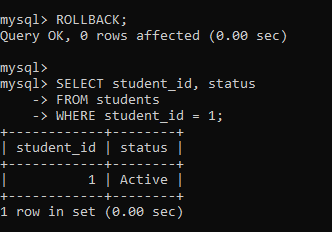 mysql> ROLLBACK;
Query OK, 0 rows affected (0.00 sec)

mysql>
mysql> SELECT student_id, status
    -> FROM students
    -> WHERE student_id = 1;
+------------+--------+
| student_id | status |
+------------+--------+
|          1 | Active |
+------------+--------+
1 row in set (0.00 sec)